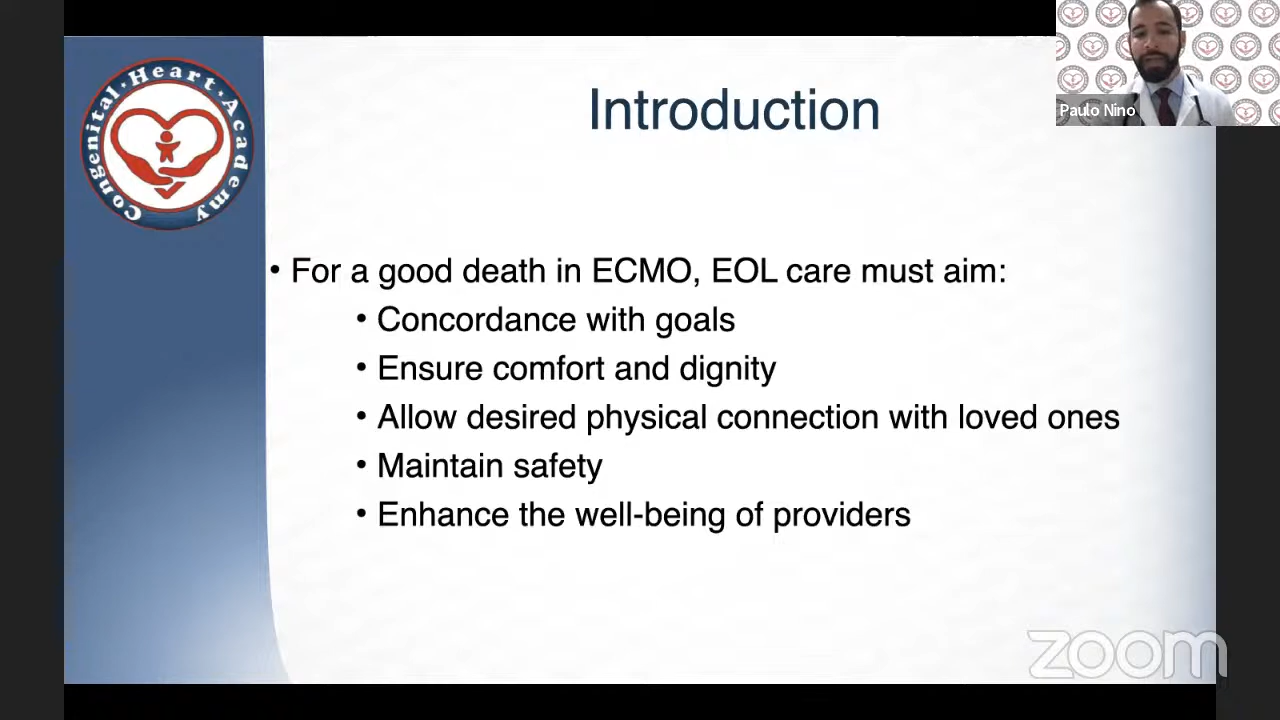 Congenital · Heart · Academy
Introduction
Paulo Nino
• For a good death in ECMO, EOL care must aim:
• Concordance with goals
• Ensure comfort and dignity
• Allow desired physical connection with loved ones
• Maintain safety
• Enhance the well-being of providers
zoom